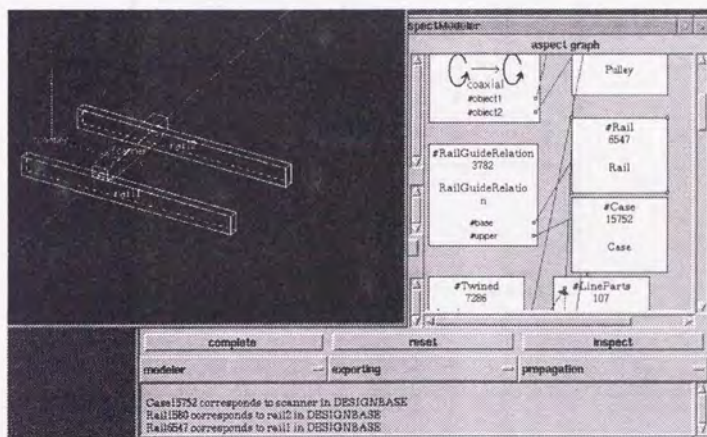 spectModeler
aspect graph
coaxial
#object1
#object2
Pulley
#RailGuideRelation
3782
RailGuideRelatio
n
#base
#upper
#Rail
6547
Rail
#Case
15752
Case
#Twined
7286
#LineParts
107
scanner
rail2
rail1
complete
reset
inspect
modeler
exporting
propagation
Case15752 corresponds to scanner in DESIGNBASE
Rail1580 corresponds to rail2 in DESIGNBASE
Rail6547 corresponds to rail1 in DESIGNBASE